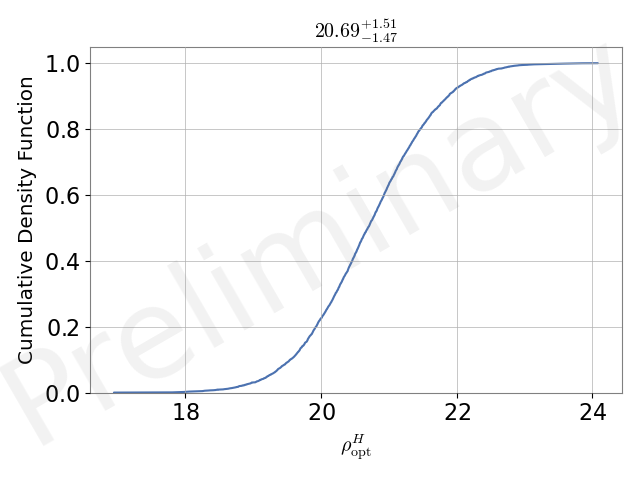 20.69^{+1.51}_{-1.47}
Cumulative Density Function
1.0
0.8
0.6
0.4
0.2
0.0
18 20 22 24
ρ^H_opt
Preliminary